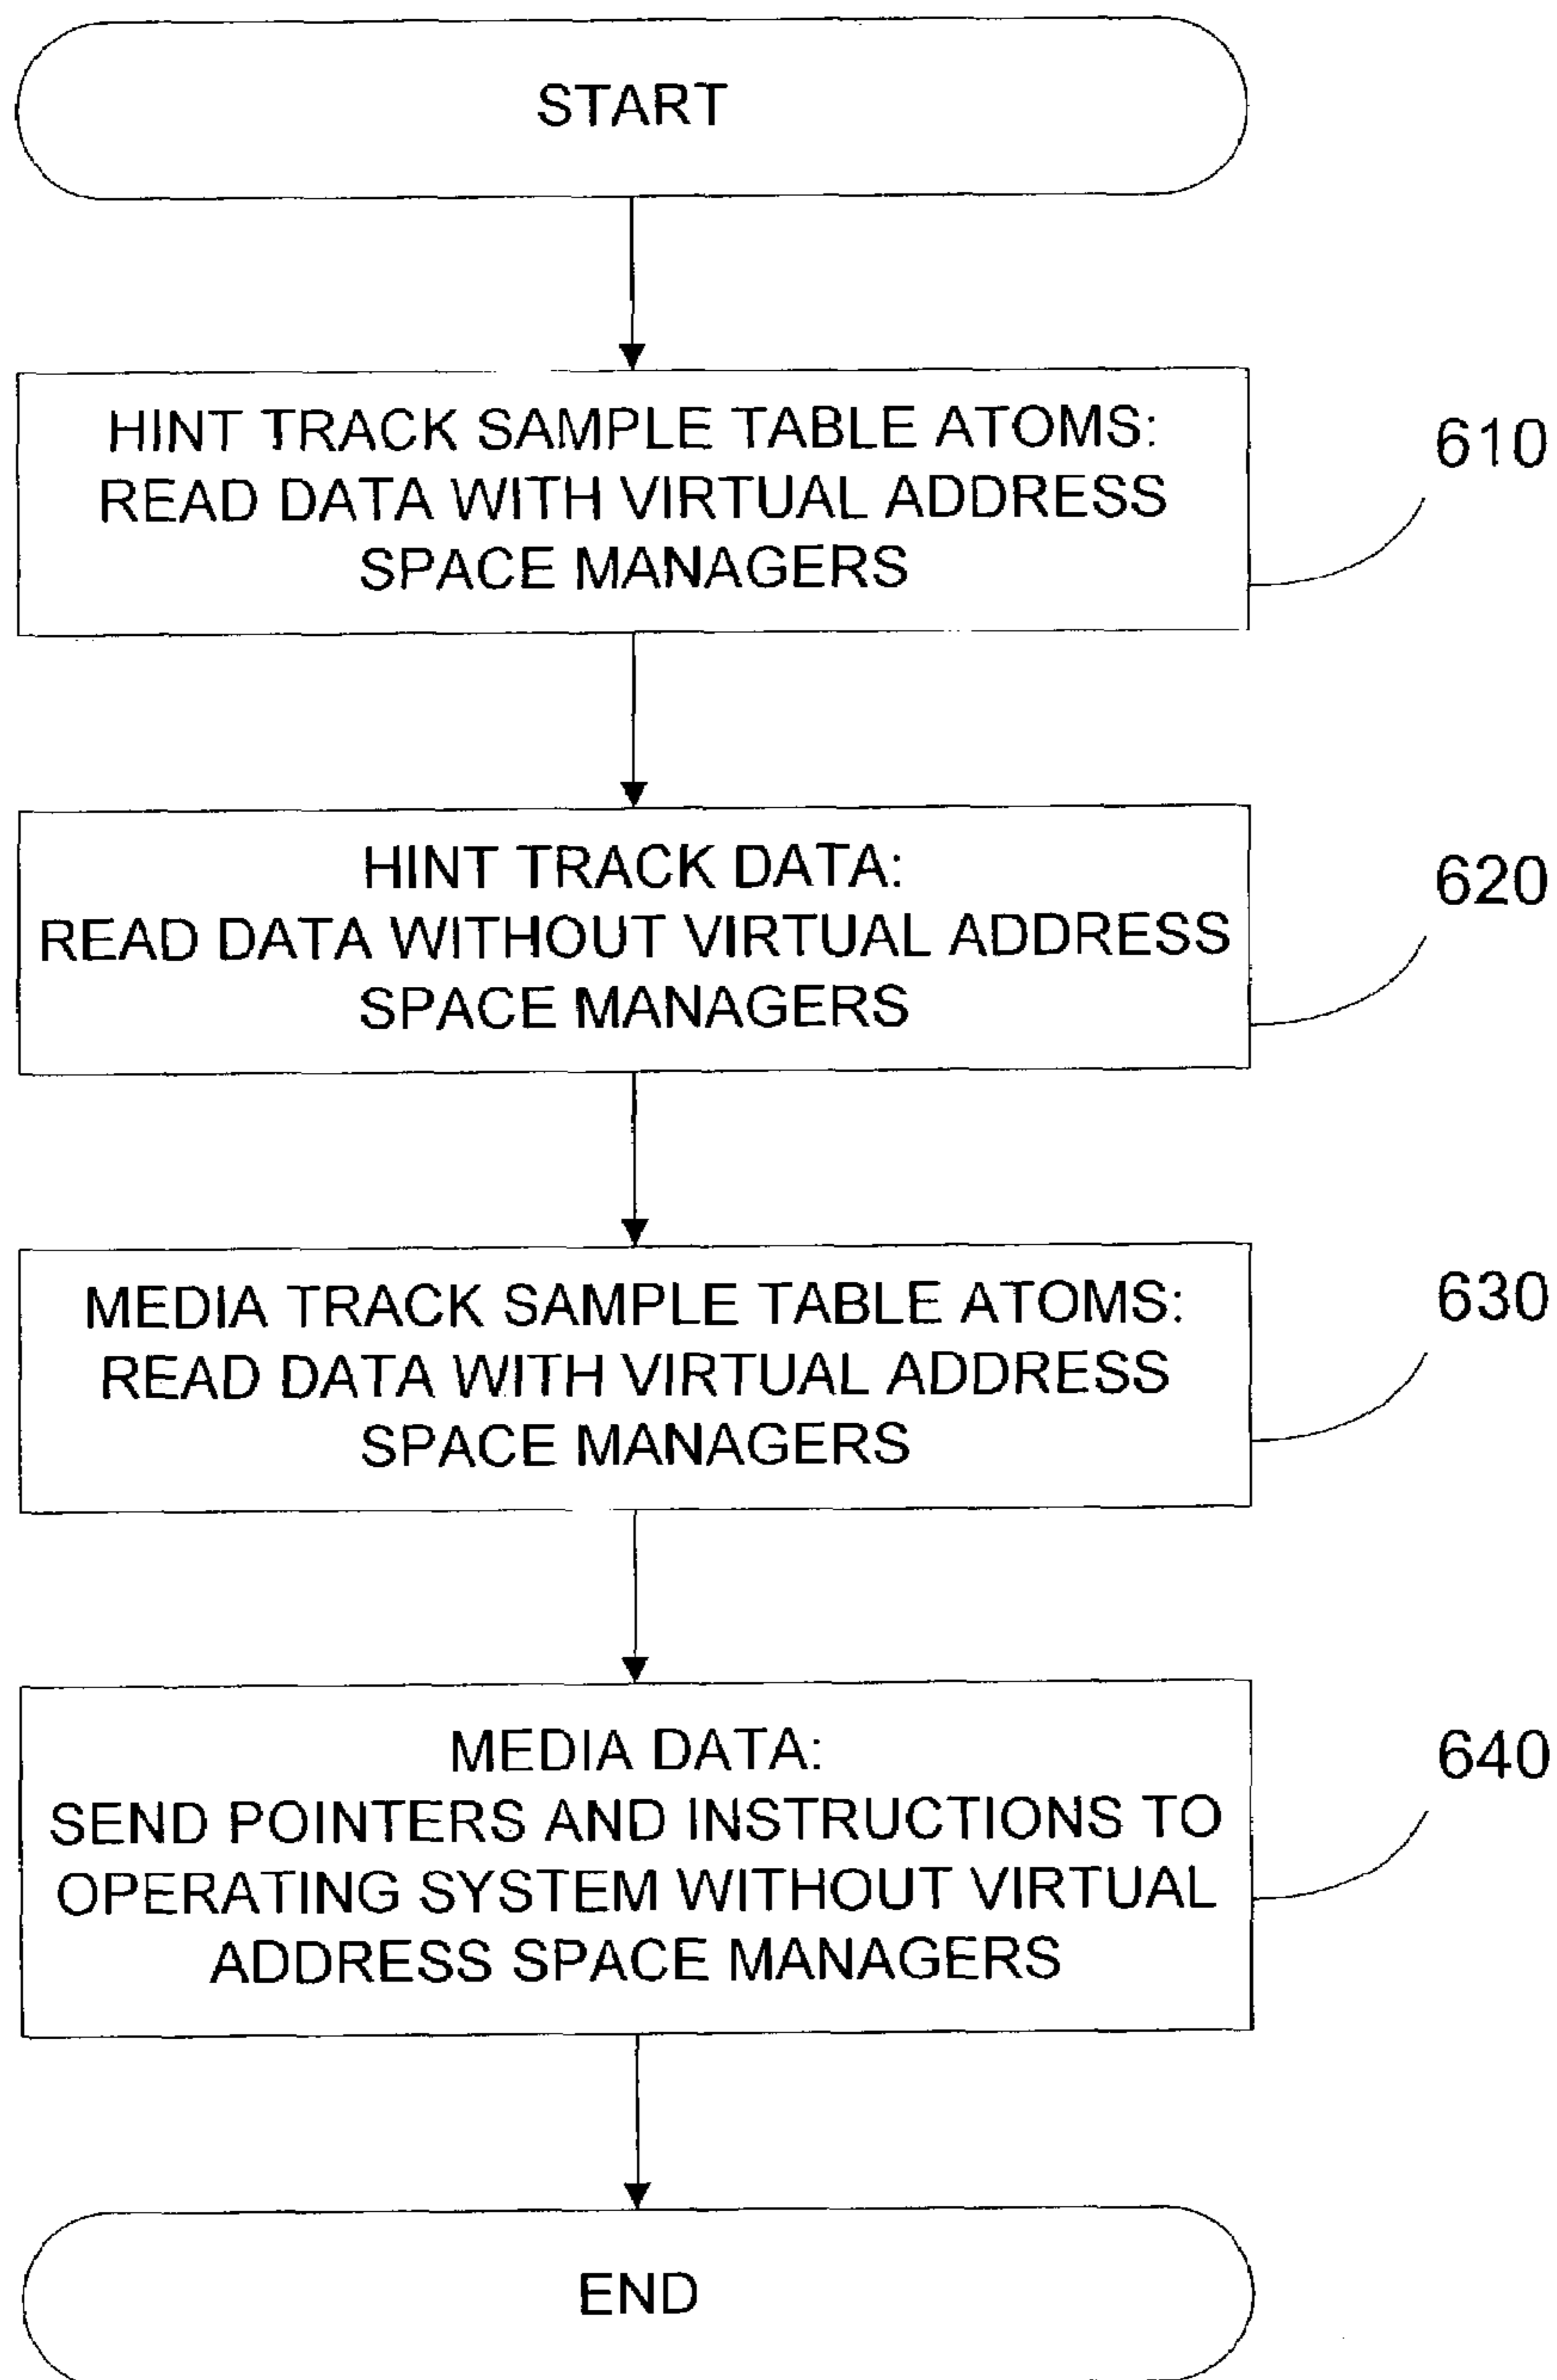 START
HINT TRACK SAMPLE TABLE ATOMS:
READ DATA WITH VIRTUAL ADDRESS
SPACE MANAGERS
610
HINT TRACK DATA:
READ DATA WITHOUT VIRTUAL ADDRESS
SPACE MANAGERS
620
MEDIA TRACK SAMPLE TABLE ATOMS:
READ DATA WITH VIRTUAL ADDRESS
SPACE MANAGERS
630
MEDIA DATA:
SEND POINTERS AND INSTRUCTIONS TO
OPERATING SYSTEM WITHOUT VIRTUAL
ADDRESS SPACE MANAGERS
640
END